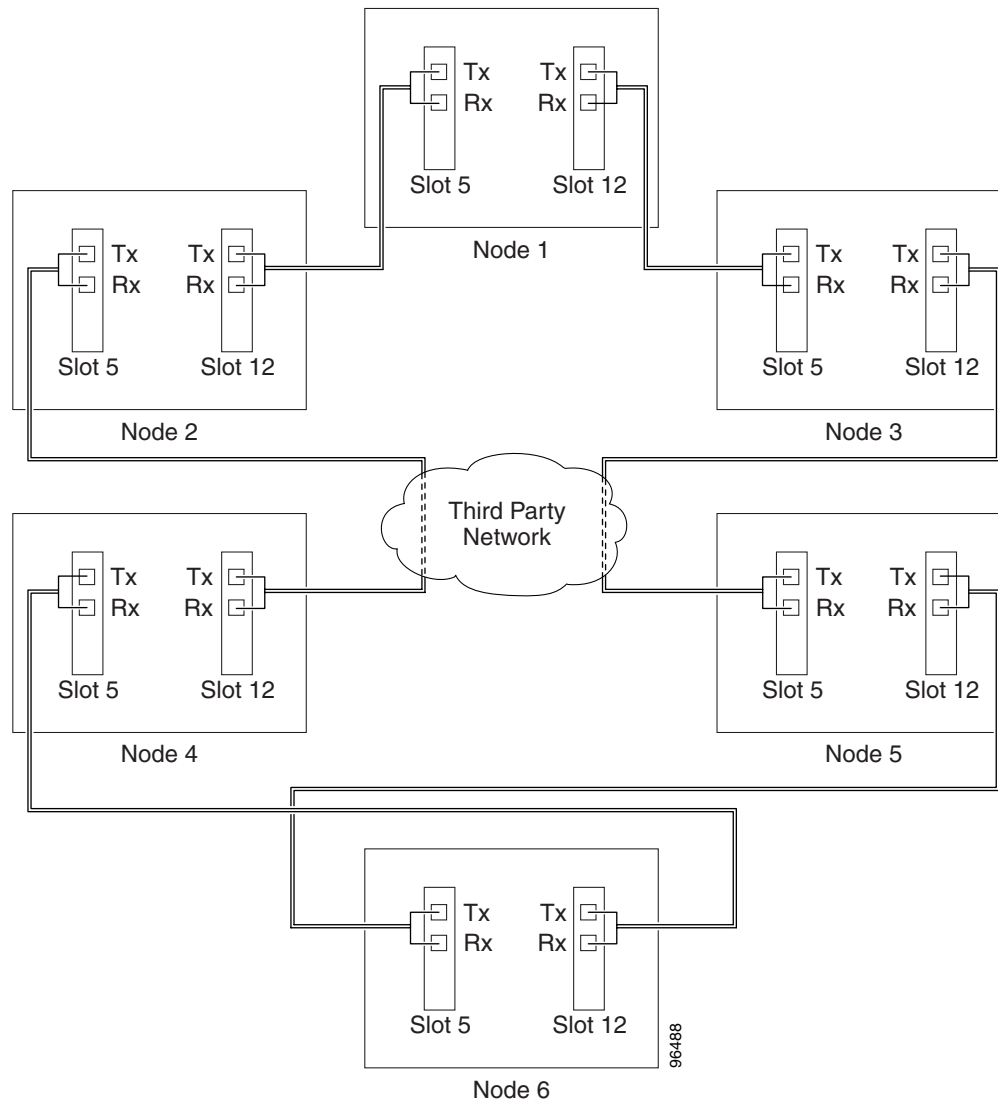 Tx Tx
Rx Rx
Slot 5 Slot 12
Node 1
Tx Tx
Rx Rx
Slot 5 Slot 12
Node 2
Tx Tx
Rx Rx
Slot 5 Slot 12
Node 3
Third Party
Network
Tx Tx
Rx Rx
Slot 5 Slot 12
Node 4
Tx Tx
Rx Rx
Slot 5 Slot 12
Node 5
Tx Tx
Rx Rx
Slot 5 Slot 12
Node 6
96488